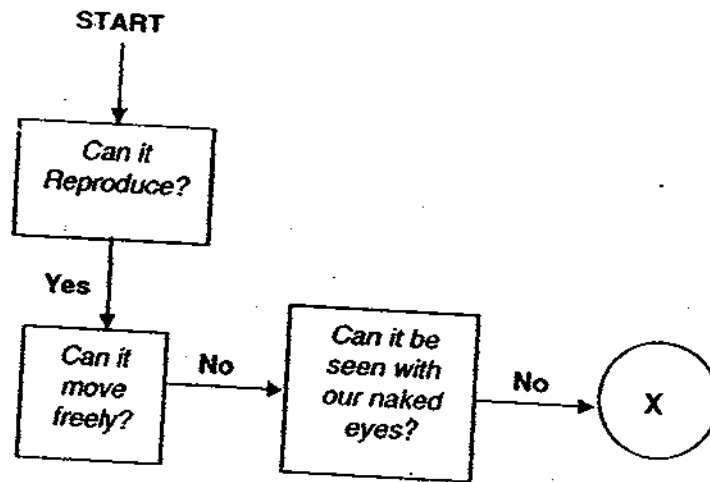 START
Can it
Reproduce?
Yes
Can it
move
freely?
No
Can it be
seen with
our naked
eyes?
No
X